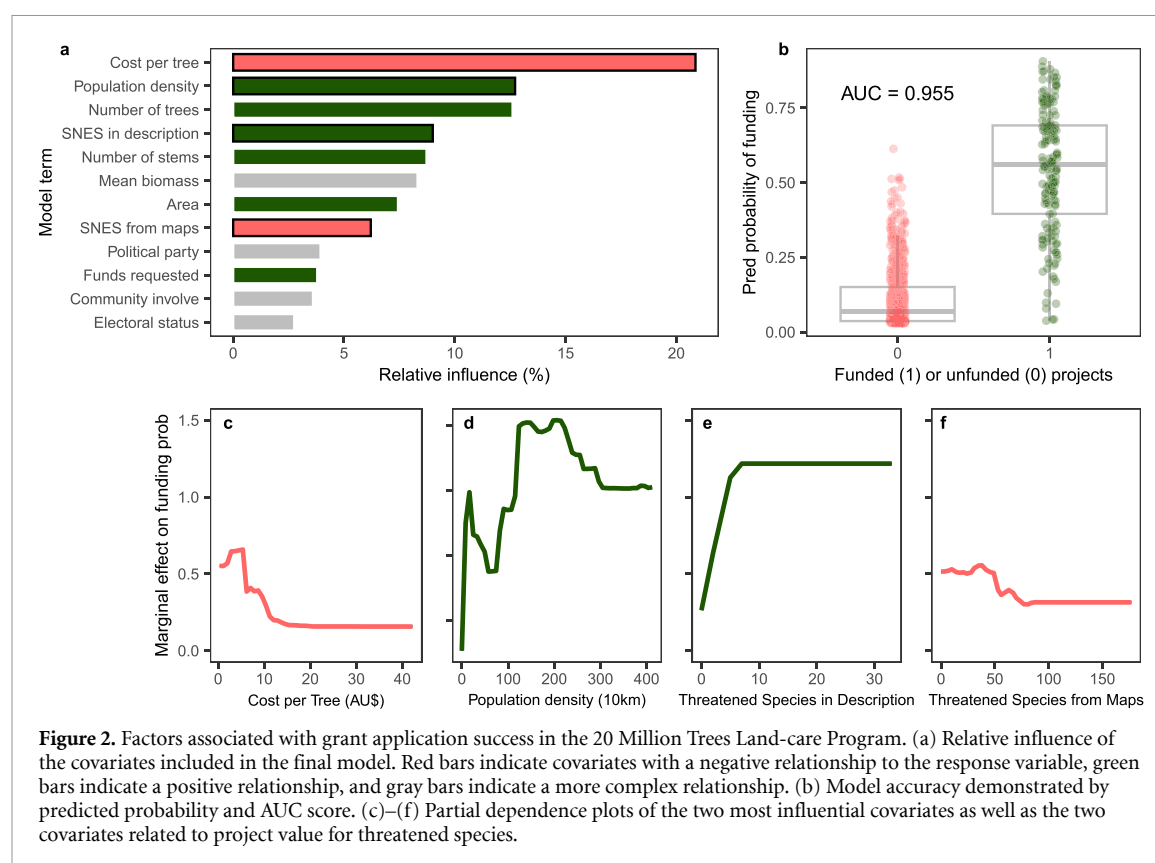 a
Model term
Cost per tree
Population density
Number of trees
SNES in description
Number of stems
Mean biomass
Area
SNES from maps
Political party
Funds requested
Community involve
Electoral status
0 5 10 15 20
Relative influence (%)
b
Pred probability of funding
AUC = 0.955
0.75
0.50
0.25
0.00
0 1
Funded (1) or unfunded (0) projects
Marginal effect on funding prob
1.5
1.0
0.5
0.0
c
0 10 20 30 40
Cost per Tree (AU$)
d
0 100 200 300 400
Population density (10km)
e
0 10 20 30
Threatened Species in Description
f
0 50 100 150
Threatened Species from Maps
Figure 2. Factors associated with grant application success in the 20 Million Trees Land-care Program. (a) Relative influence of
the covariates included in the final model. Red bars indicate covariates with a negative relationship to the response variable, green
bars indicate a positive relationship, and gray bars indicate a more complex relationship. (b) Model accuracy demonstrated by
predicted probability and AUC score. (c)–(f) Partial dependence plots of the two most influential covariates as well as the two
covariates related to project value for threatened species.